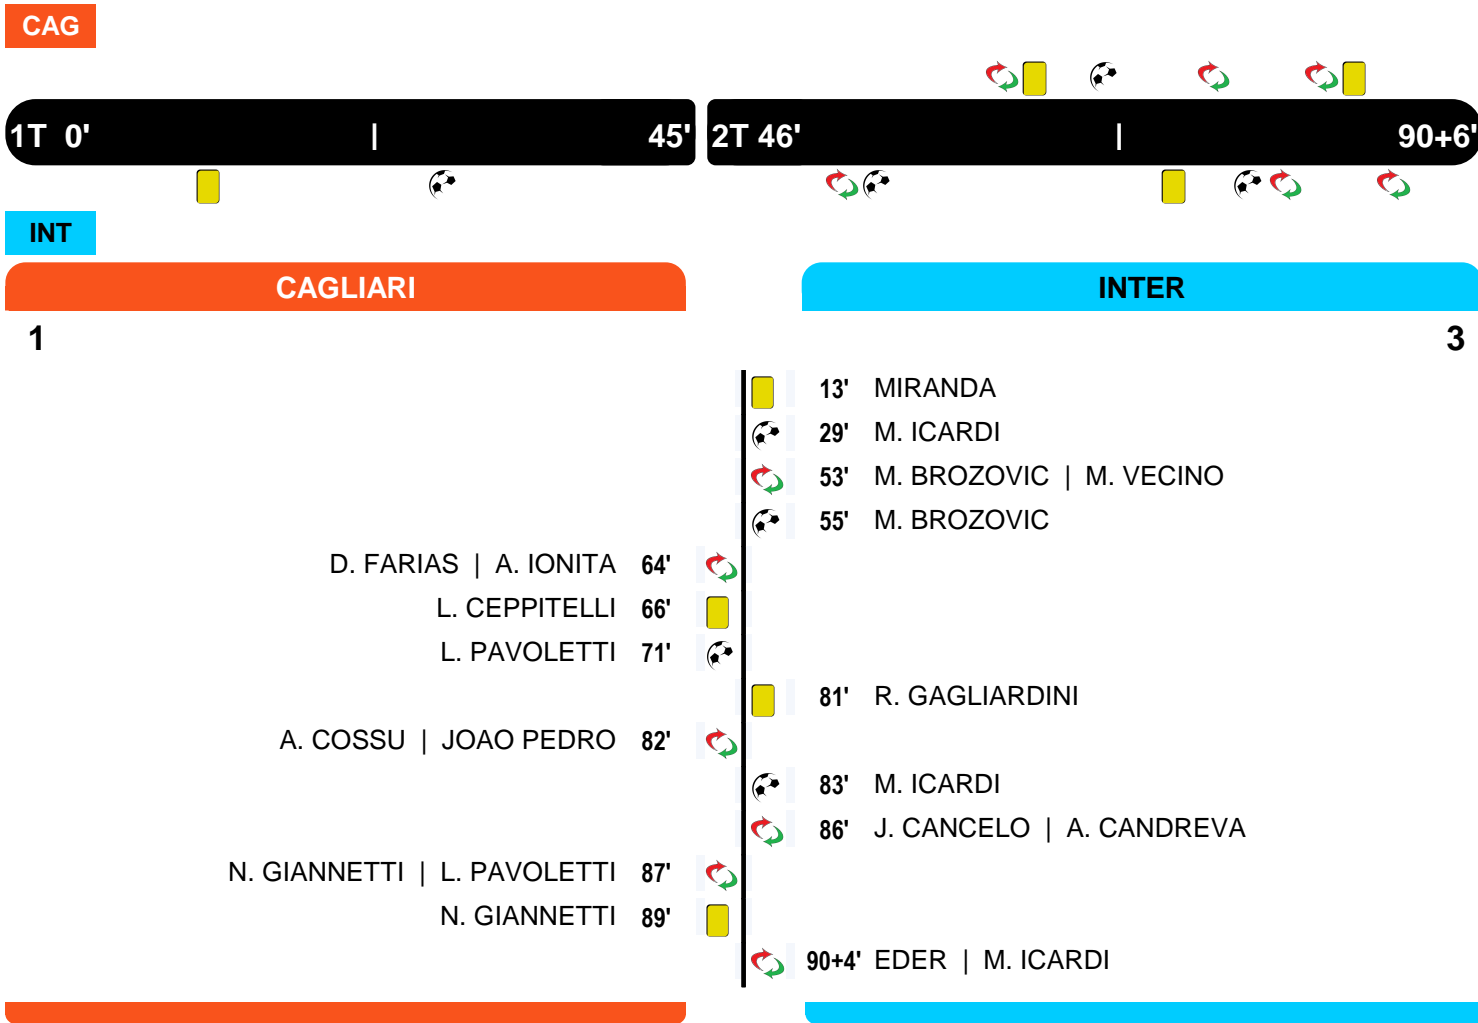 CAG
1T 0' | 45' 2T 46' | 90+6'
INT
CAGLIARI INTER
1 3
13' MIRANDA
29' M. ICARDI
53' M. BROZOVIC | M. VECINO
55' M. BROZOVIC
D. FARIAS | A. IONITA 64'
L. CEPPITELLI 66'
L. PAVOLETTI 71'
81' R. GAGLIARDINI
A. COSSU | JOAO PEDRO 82'
83' M. ICARDI
86' J. CANCELO | A. CANDREVA
N. GIANNETTI | L. PAVOLETTI 87'
N. GIANNETTI 89'
90+4' EDER | M. ICARDI